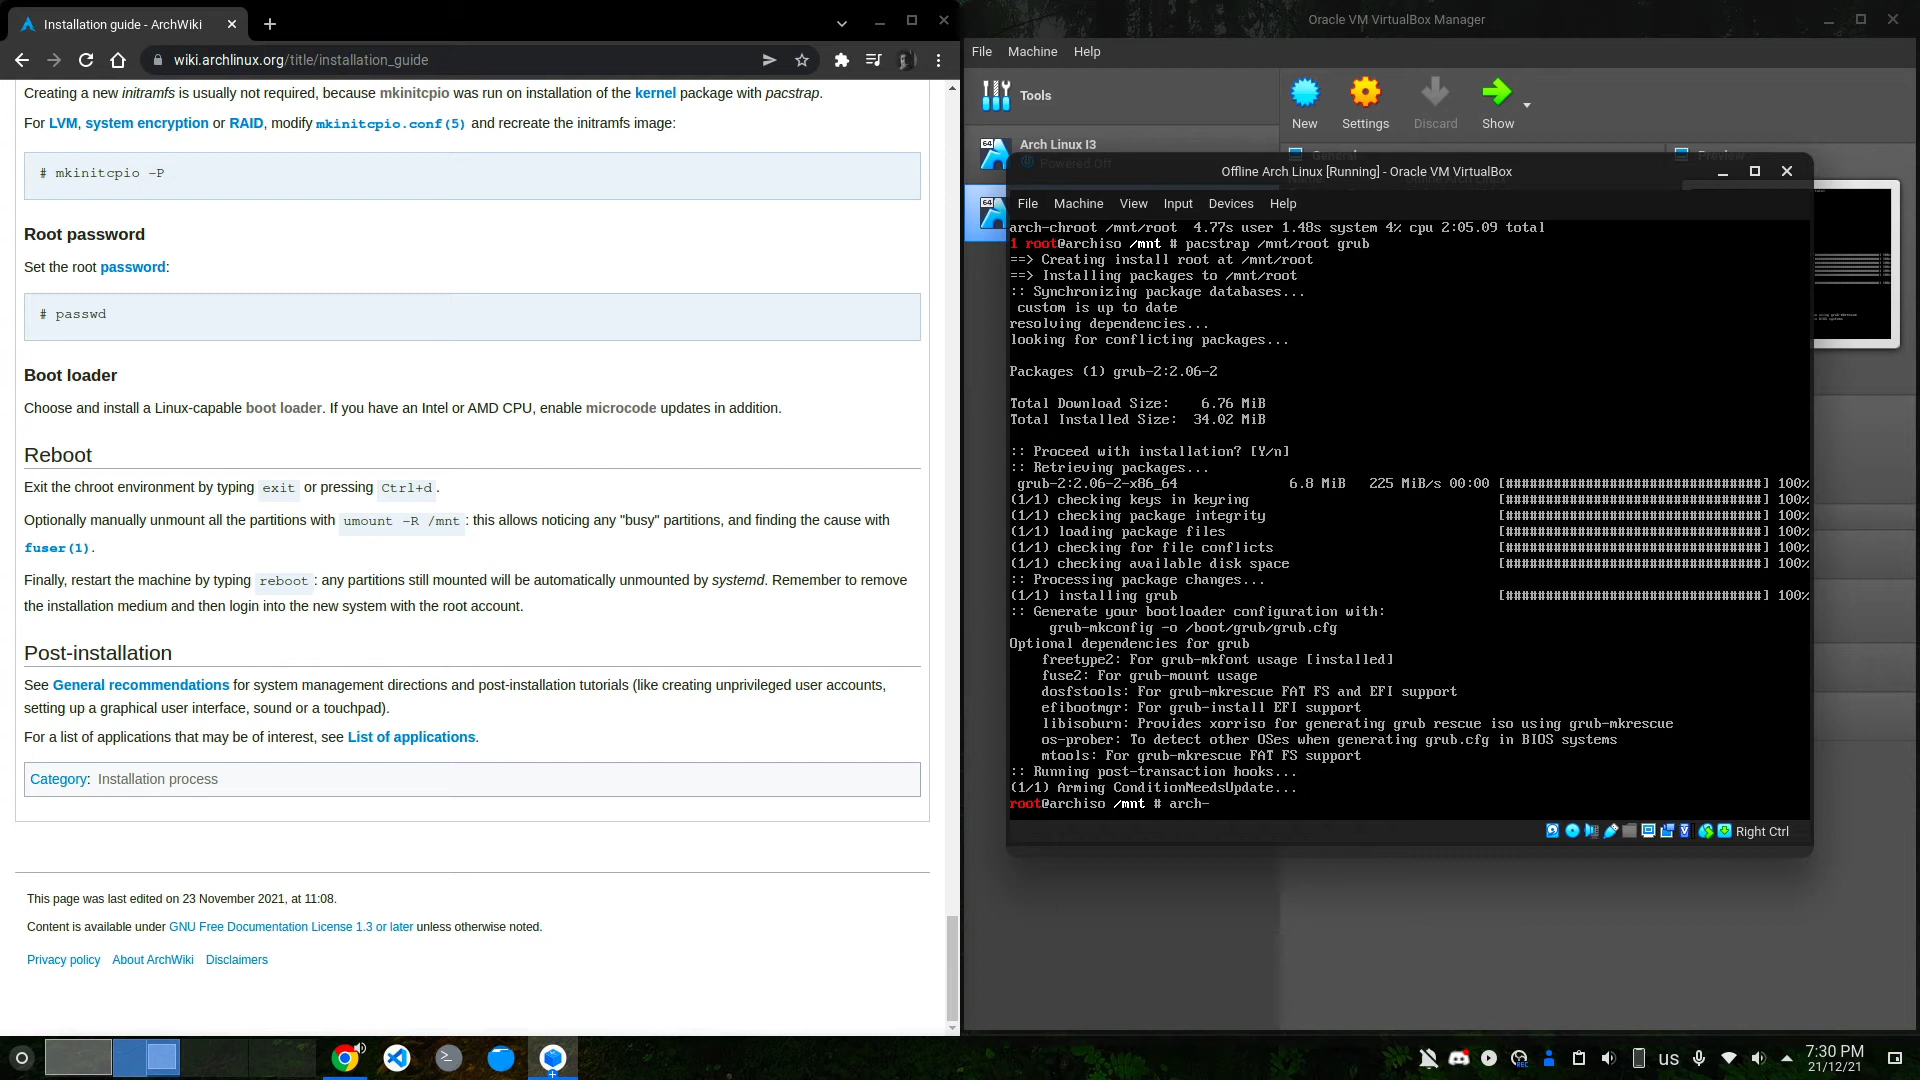 Installation guide - ArchWiki
wiki.archlinux.org/title/installation_guide
Creating a new initramfs is usually not required, because mkinitcpio was run on installation of the kernel package with pacstrap.
For LVM, system encryption or RAID, modify mkinitcpio.conf(5) and recreate the initramfs image:
# mkinitcpio -P
Root password
Set the root password:
# passwd
Boot loader
Choose and install a Linux-capable boot loader. If you have an Intel or AMD CPU, enable microcode updates in addition.
Reboot
Exit the chroot environment by typing exit or pressing Ctrl+d.
Optionally manually unmount all the partitions with umount -R /mnt: this allows noticing any "busy" partitions, and finding the cause with
fuser(1).
Finally, restart the machine by typing reboot: any partitions still mounted will be automatically unmounted by systemd. Remember to remove
the installation medium and then login into the new system with the root account.
Post-installation
See General recommendations for system management directions and post-installation tutorials (like creating unprivileged user accounts,
setting up a graphical user interface, sound or a touchpad).
For a list of applications that may be of interest, see List of applications.
Category: Installation process
This page was last edited on 23 November 2021, at 11:08.
Content is available under GNU Free Documentation License 1.3 or later unless otherwise noted.
Privacy policy About ArchWiki Disclaimers
Oracle VM VirtualBox Manager
File Machine Help
Tools
New Settings Discard Show
64
Arch Linux I3
Powered Off
General
Preview
64
Offline Arch Linux [Running] - Oracle VM VirtualBox
File Machine View Input Devices Help
arch-chroot /mnt/root 4.77s user 1.48s system 4% cpu 2:05.09 total
1 root@archiso /mnt # pacstrap /mnt/root grub
==> Creating install root at /mnt/root
==> Installing packages to /mnt/root
:: Synchronizing package databases...
custom is up to date
resolving dependencies...
looking for conflicting packages...
Packages (1) grub-2:2.06-2
Total Download Size: 6.76 MiB
Total Installed Size: 34.02 MiB
:: Proceed with installation? [Y/n]
:: Retrieving packages...
grub-2:2.06-2-x86_64 6.8 MiB 225 MiB/s 00:00 [################################] 100%
(1/1) checking keys in keyring [################################] 100%
(1/1) checking package integrity [################################] 100%
(1/1) loading package files [################################] 100%
(1/1) checking for file conflicts [################################] 100%
(1/1) checking available disk space [################################] 100%
:: Processing package changes...
(1/1) installing grub [################################] 100%
:: Generate your bootloader configuration with:
grub-mkconfig -o /boot/grub/grub.cfg
Optional dependencies for grub
freetype2: For grub-mkfont usage [installed]
fuse2: For grub-mount usage
dosfstools: For grub-mkrescue FAT FS and EFI support
efibootmgr: For grub-install EFI support
libisoburn: Provides xorriso for generating grub rescue iso using grub-mkrescue
os-prober: To detect other OSes when generating grub.cfg in BIOS systems
mtools: For grub-mkrescue FAT FS support
:: Running post-transaction hooks...
(1/1) Arming ConditionNeedsUpdate...
root@archiso /mnt # arch-
Right Ctrl
us
7:30 PM
21/12/21